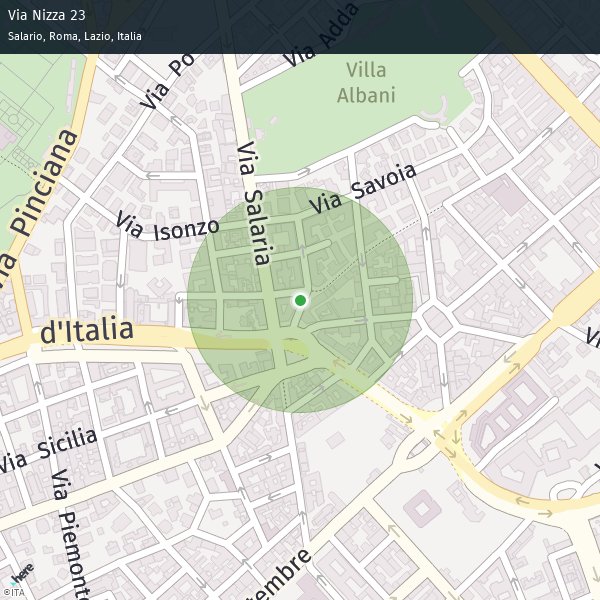 Via Nizza 23
Salario, Roma, Lazio, Italia
Via Po
Via Adda
Villa
Albani
Via Pinciana
Via Salaria
Via Savoia
Via Isonzo
d'Italia
Via Sicilia
Via Piemonte
tembre
here
©ITA